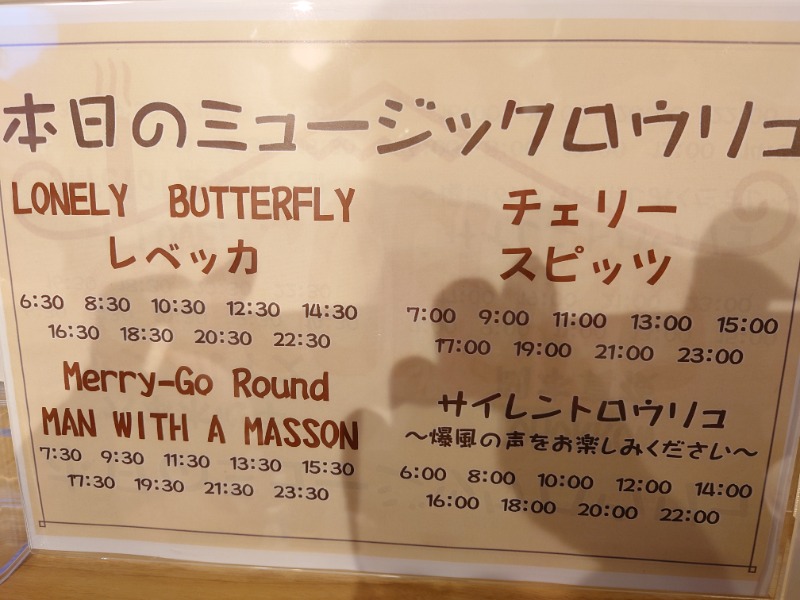 本日のミュージックロウリュ
LONELY BUTTERFLY
レベッカ
6:30 8:30 10:30 12:30 14:30
16:30 18:30 20:30 22:30
Merry-Go Round
MAN WITH A MASSON
7:30 9:30 11:30 13:30 15:30
17:30 19:30 21:30 23:30
チェリー
スピッツ
7:00 9:00 11:00 13:00 15:00
17:00 19:00 21:00 23:00
サイレントロウリュ
～爆風の声をお楽しみください～
6:00 8:00 10:00 12:00 14:00
16:00 18:00 20:00 22:00